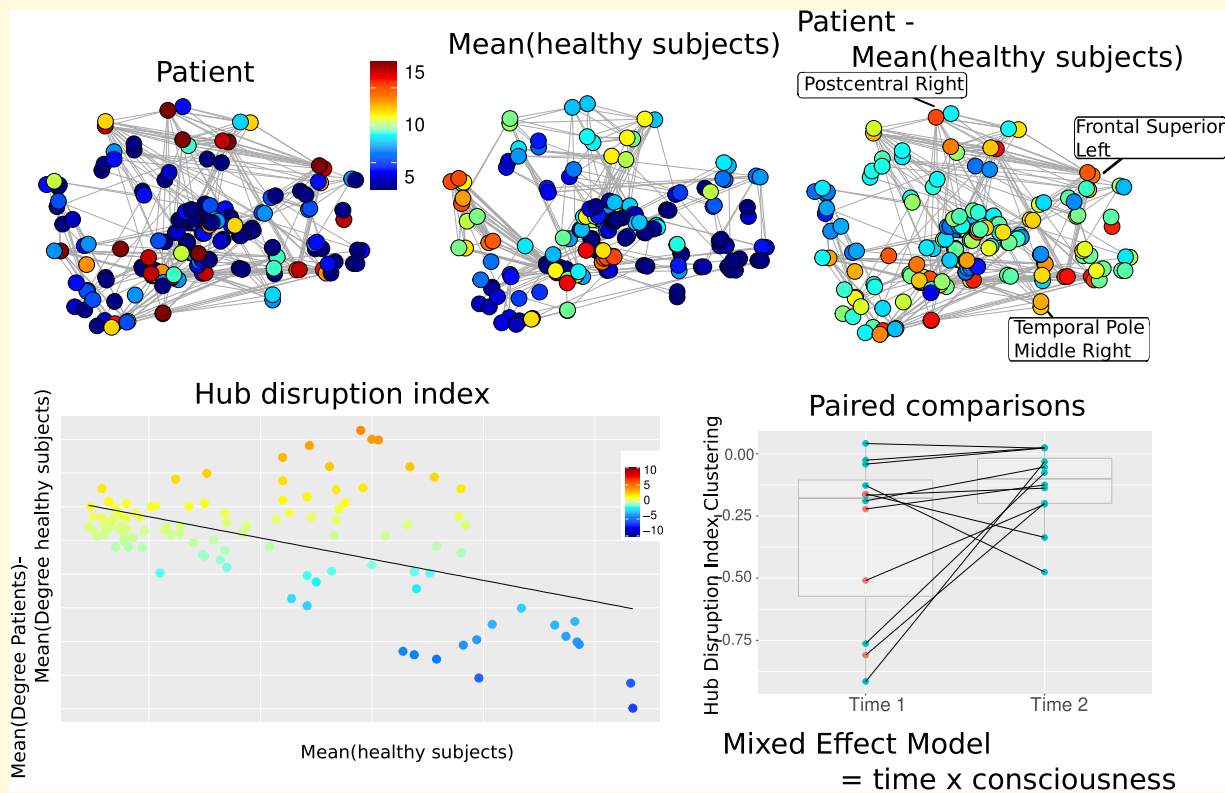 Patient
15
10
5
Mean(healthy subjects)
Patient -
Mean(healthy subjects)
Postcentral Right
Frontal Superior
Left
Temporal Pole
Middle Right
Hub disruption index
Mean(Degree Patients)-
Mean(Degree healthy subjects)
10
5
0
−5
−10
Mean(healthy subjects)
Paired comparisons
Hub Disruption Index Clustering
0.00
-0.25
-0.50
-0.75
Time 1
Time 2
Mixed Effect Model
= time x consciousness